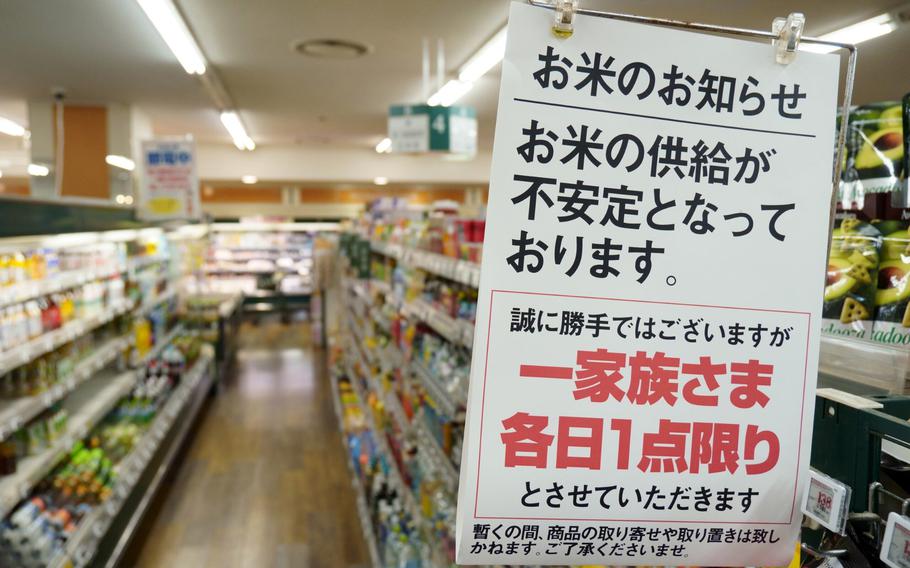 お米のお知らせ
お米の供給が
不安定となって
おります。
誠に勝手ではございますが
一家族さま
各日1点限り
とさせていただきます
暫くの間、商品の取り寄せや取り置きは致し
かねます。ご了承くださいませ。
4
138